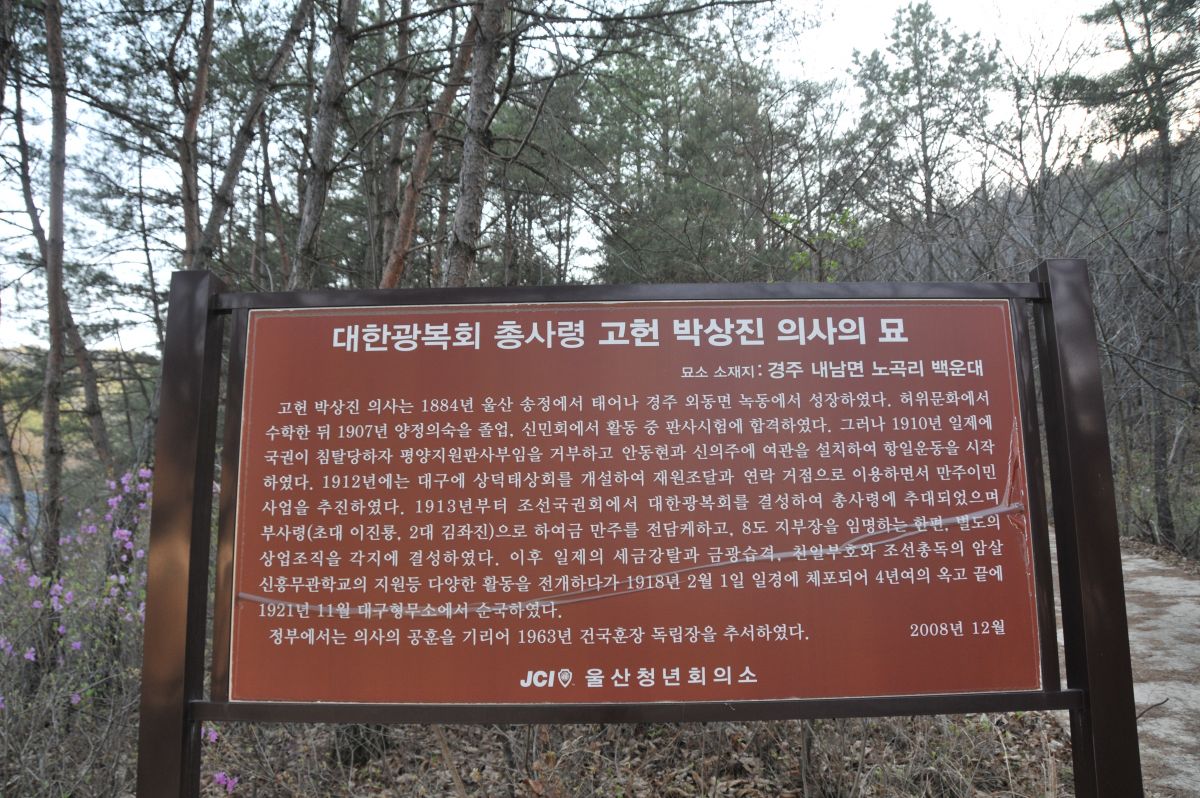 대한광복회 총사령 고헌 박상진 의사의 묘
묘소 소재지 : 경주 내남면 노곡리 백운대
고헌 박상진 의사는 1884년 울산 송정에서 태어나 경주 외동면 녹동에서 성장하였다. 허위문화에서
수학한 뒤 1907년 양정의숙을 졸업, 신민회에서 활동 중 판사시험에 합격하였다. 그러나 1910년 일제에
국권이 침탈당하자 평양지원판사부임을 거부하고 안동현과 신의주에 여관을 설치하여 항일운동을 시작
하였다. 1912년에는 대구에 상덕태상회를 개설하여 재원조달과 연락 거점으로 이용하면서 만주이민
사업을 추진하였다. 1913년부터 조선국권회에서 대한광복회를 결성하여 총사령에 추대되었으며
부사령(초대 이진룡, 2대 김좌진)으로 하여금 만주를 전담케하고, 8도 지부장을 임명하는 한편, 별도의
상업조직을 각지에 결성하였다. 이후 일제의 세금강탈과 금광습격, 친일부호와 조선총독의 암살
신흥무관학교의 지원등 다양한 활동을 전개하다가 1918년 2월 1일 일경에 체포되어 4년여의 옥고 끝에
1921년 11월 대구형무소에서 순국하였다.
정부에서는 의사의 공훈을 기리어 1963년 건국훈장 독립장을 추서하였다. 2008년 12월
JCI 울산청년회의소